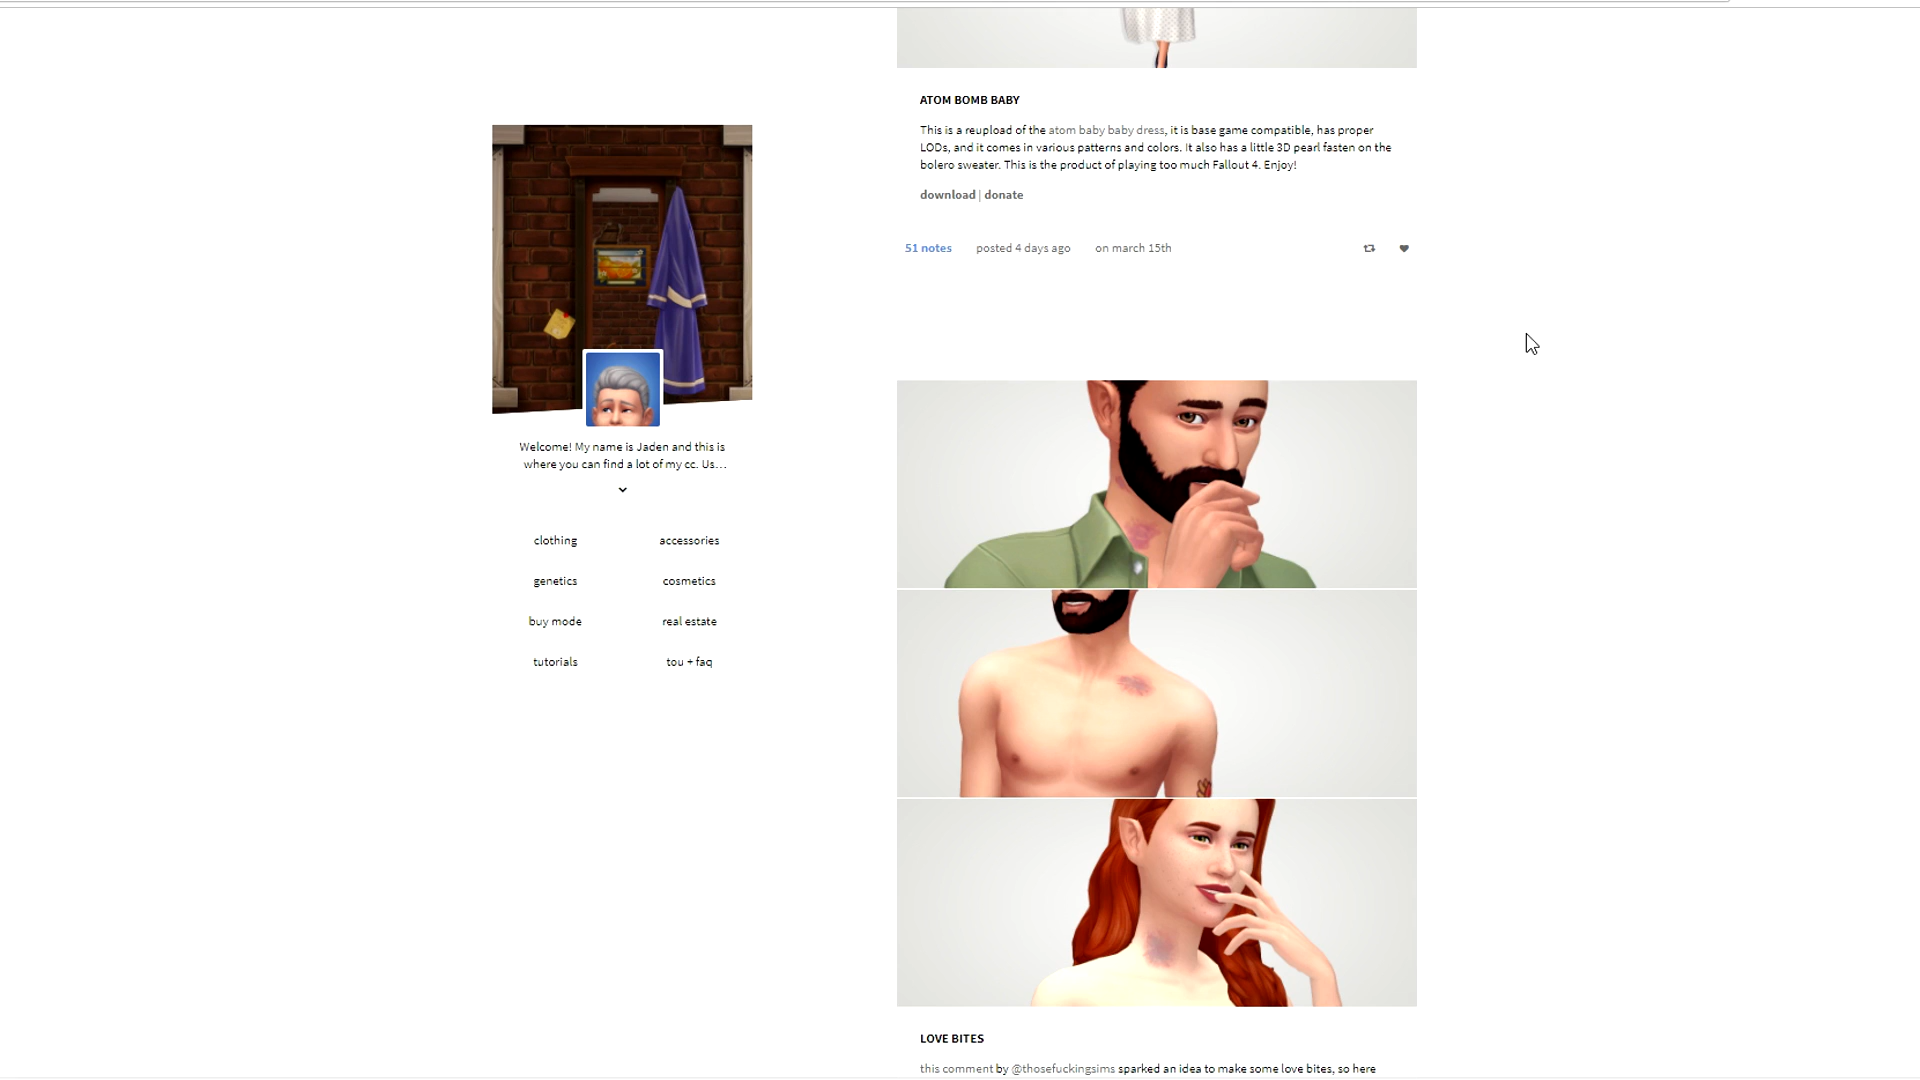 Welcome! My name is Jaden and this is
where you can find a lot of my cc. Us...
clothing
accessories
genetics
cosmetics
buy mode
real estate
tutorials
tou + faq
ATOM BOMB BABY
This is a reupload of the atom baby baby dress, it is base game compatible, has proper
LODs, and it comes in various patterns and colors. It also has a little 3D pearl fasten on the
bolero sweater. This is the product of playing too much Fallout 4. Enjoy!
download | donate
51 notes posted 4 days ago on march 15th
LOVE BITES
this comment by @thosefuckingsims sparked an idea to make some love bites, so here